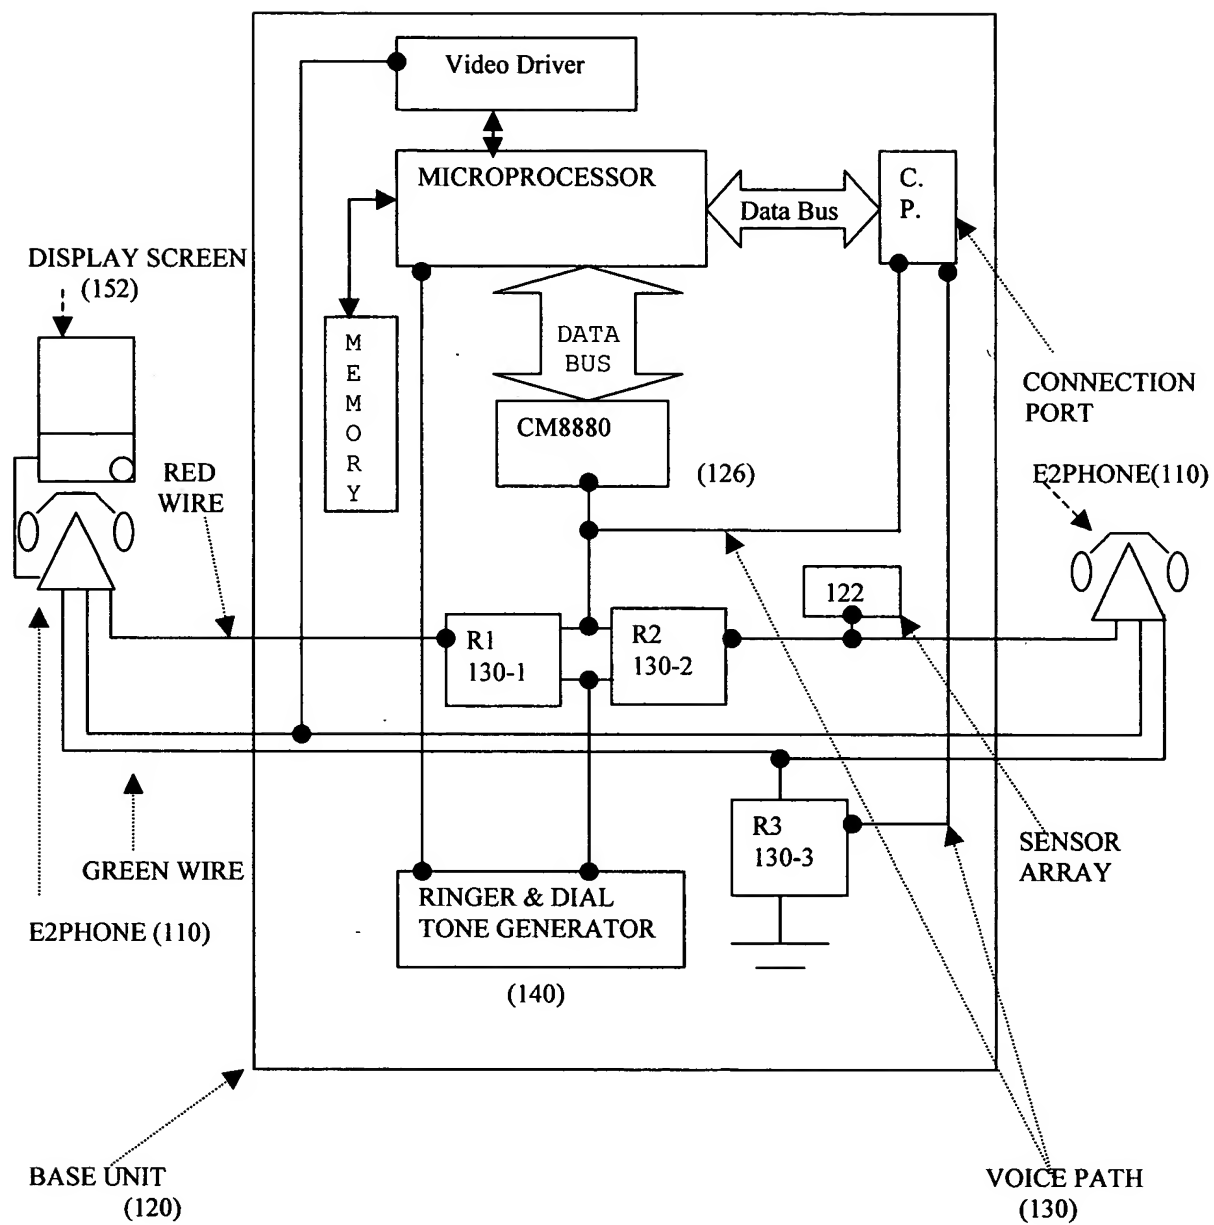 Video Driver
MICROPROCESSOR
Data Bus
C.
P.
DISPLAY SCREEN
(152)
M
E
M
O
R
Y
DATA
BUS
CONNECTION
PORT
CM8880
(126)
RED
WIRE
E2PHONE(110)
122
R1
130-1
R2
130-2
R3
130-3
SENSOR
ARRAY
GREEN WIRE
E2PHONE (110)
RINGER & DIAL
TONE GENERATOR
(140)
BASE UNIT
(120)
VOICE PATH
(130)